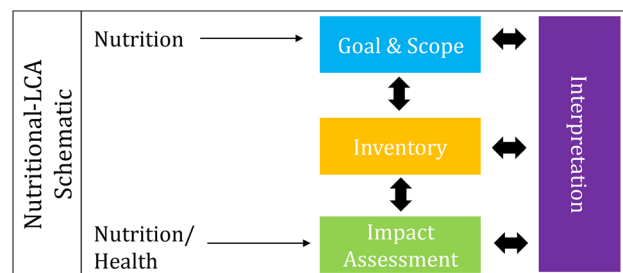 Nutritional-LCA
Schematic
Nutrition
Goal & Scope
Inventory
Nutrition/
Health
Impact
Assessment
Interpretation